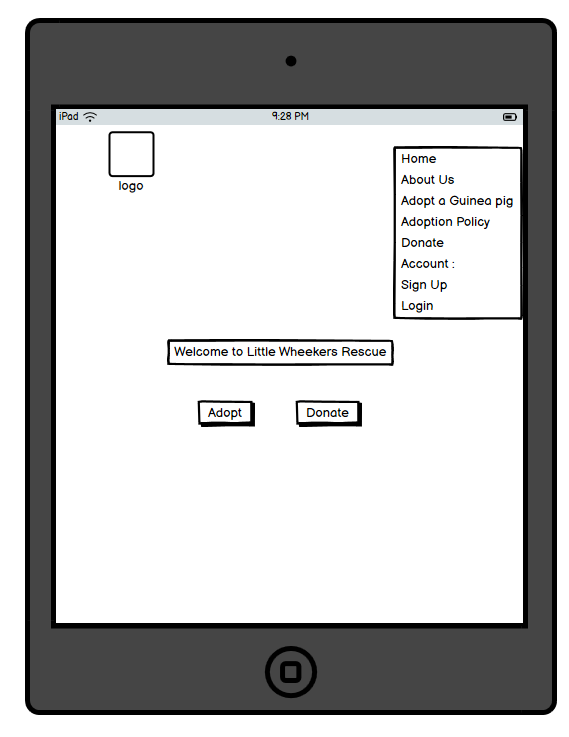 iPad
9:28 PM
logo
Home
About Us
Adopt a Guinea pig
Adoption Policy
Donate
Account :
Sign Up
Login
Welcome to Little Wheekers Rescue
Adopt
Donate